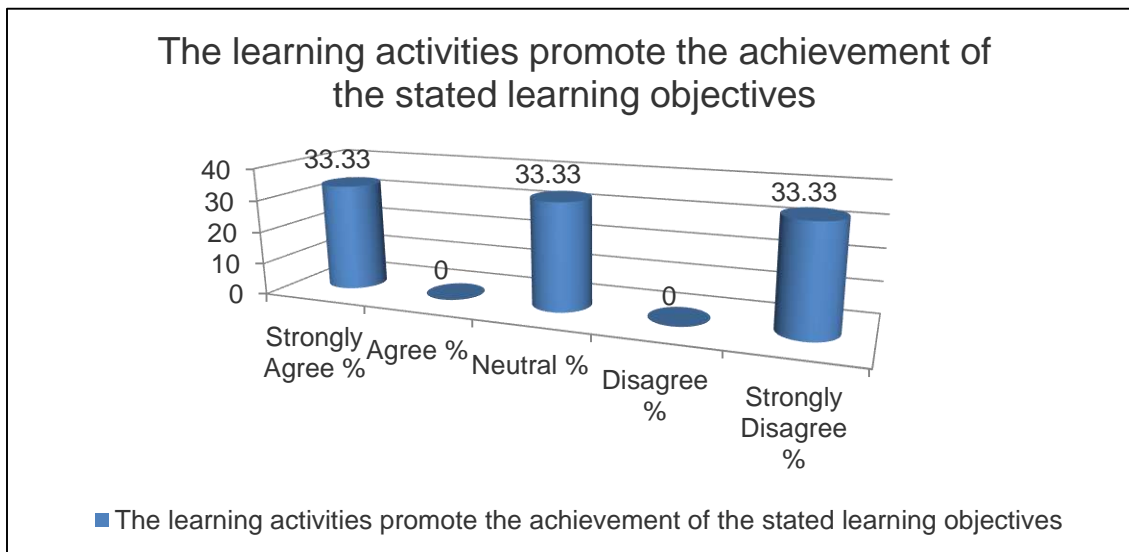 The learning activities promote the achievement of
the stated learning objectives
40
30
20
10
0
33.33
0
33.33
0
33.33
Strongly
Agree %
Agree %
Neutral %
Disagree
%
Strongly
Disagree
%
The learning activities promote the achievement of the stated learning objectives